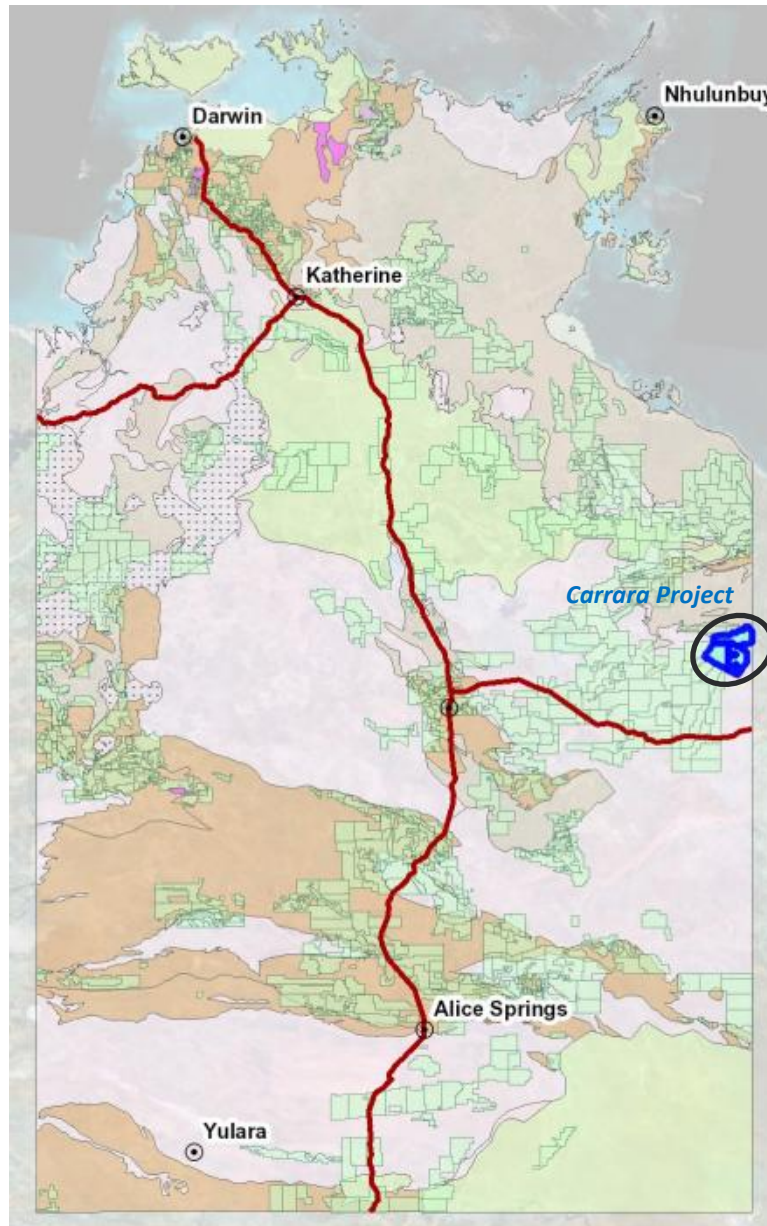 Darwin
Nhulunbuy
Katherine
Carrara Project
Alice Springs
Yulara